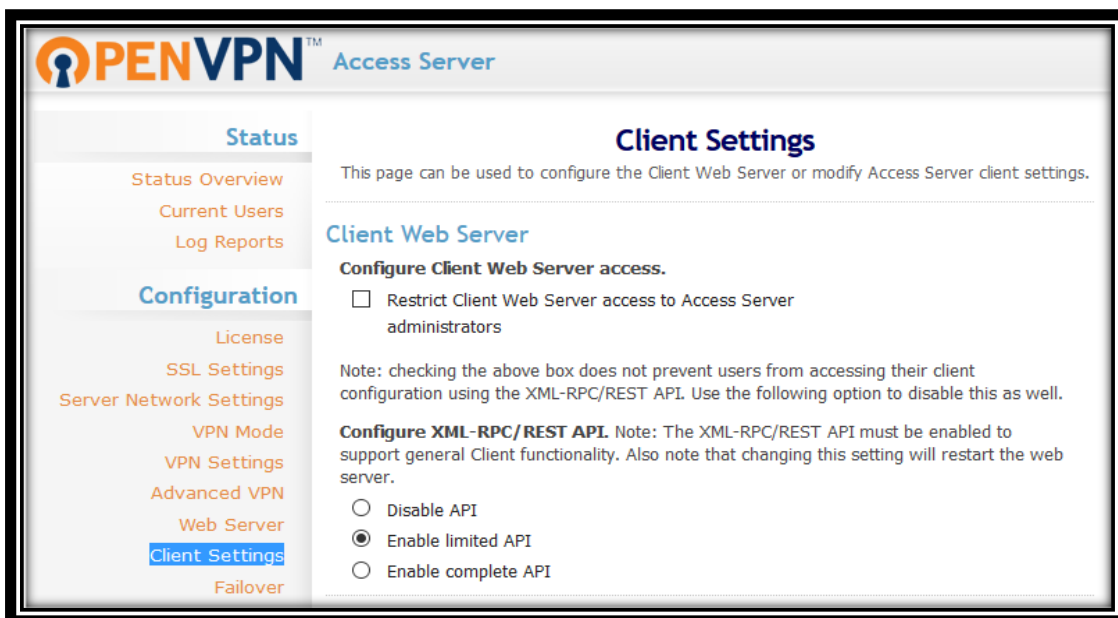 OPENVPN™ Access Server
Status
Status Overview
Current Users
Log Reports
Configuration
License
SSL Settings
Server Network Settings
VPN Mode
VPN Settings
Advanced VPN
Web Server
Client Settings
Failover
Client Settings
This page can be used to configure the Client Web Server or modify Access Server client settings.
Client Web Server
Configure Client Web Server access.
Restrict Client Web Server access to Access Server
administrators
Note: checking the above box does not prevent users from accessing their client
configuration using the XML-RPC/REST API. Use the following option to disable this as well.
Configure XML-RPC/REST API. Note: The XML-RPC/REST API must be enabled to
support general Client functionality. Also note that changing this setting will restart the web
server.
Disable API
Enable limited API
Enable complete API